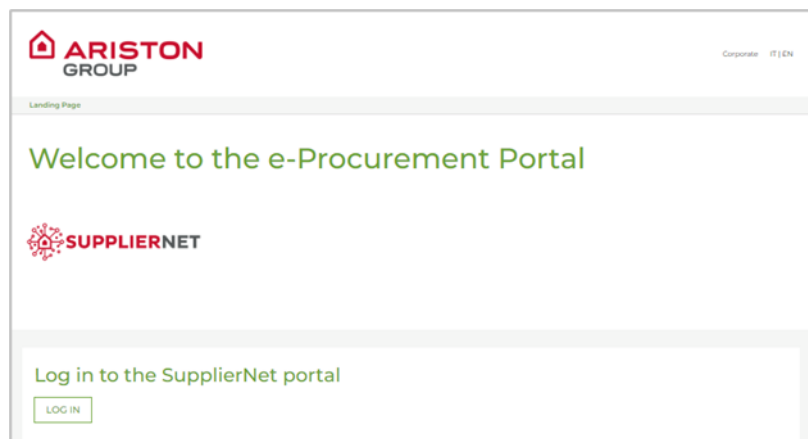 ARISTON
GROUP
Corporate IT | EN
Landing Page
Welcome to the e-Procurement Portal
SUPPLIERNET
Log in to the SupplierNet portal
LOG IN